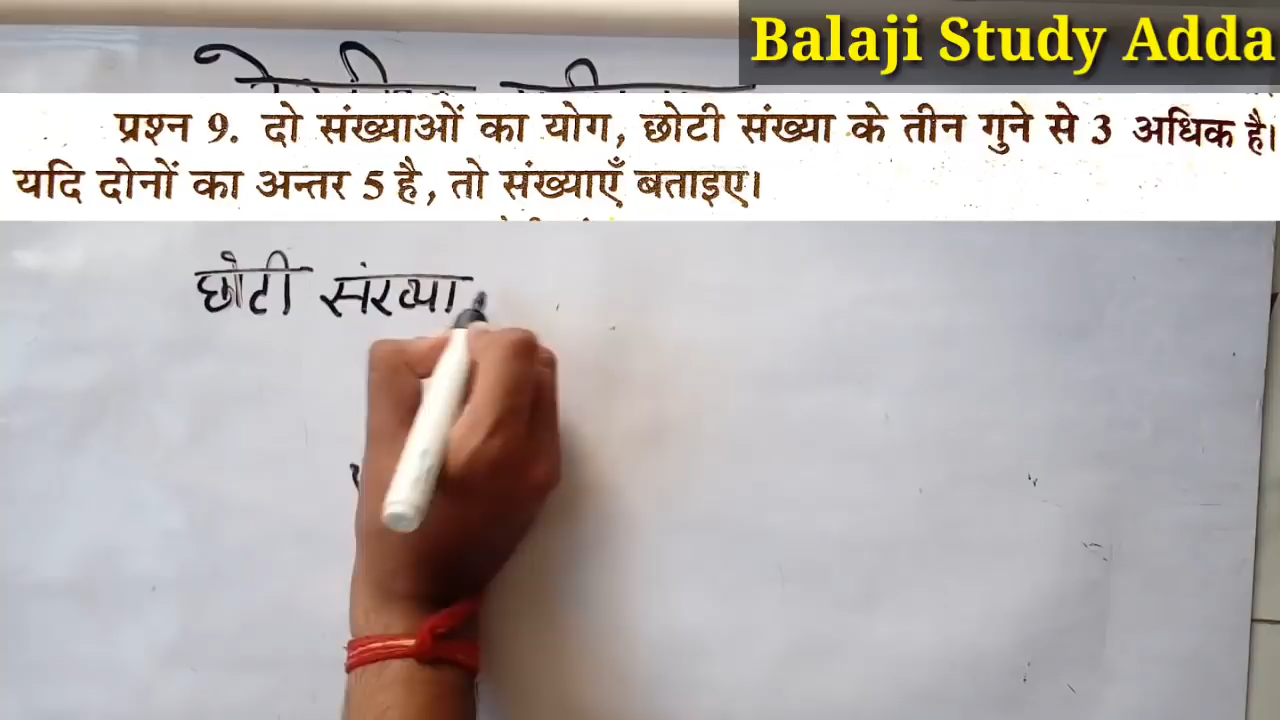 Balaji Study Adda
प्रश्न 9. दो संख्याओं का योग, छोटी संख्या के तीन गुने से 3 अधिक है।
यदि दोनों का अन्तर 5 है, तो संख्याएँ बताइए।
छोटी संख्या